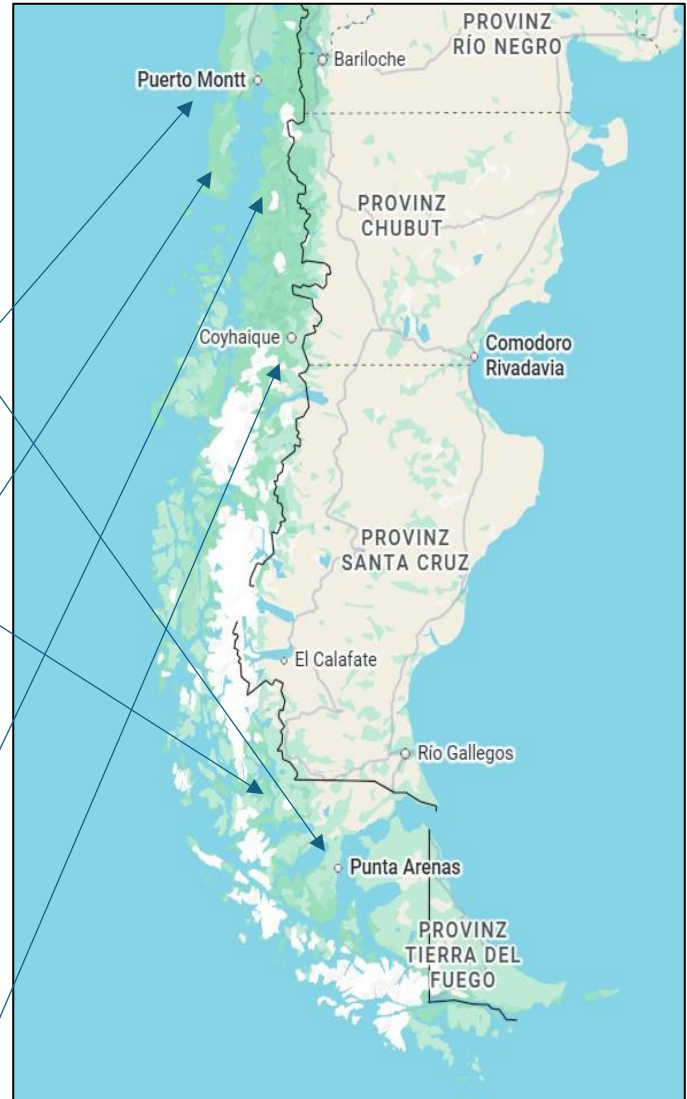 PROVINZ
RÍO NEGRO
Bariloche
Puerto Montt
PROVINZ
CHUBUT
Coyhaique
Comodoro
Rivadavia
PROVINZ
SANTA CRUZ
El Calafate
Río Gallegos
Punta Arenas
PROVINZ
TIERRA DEL
FUEGO